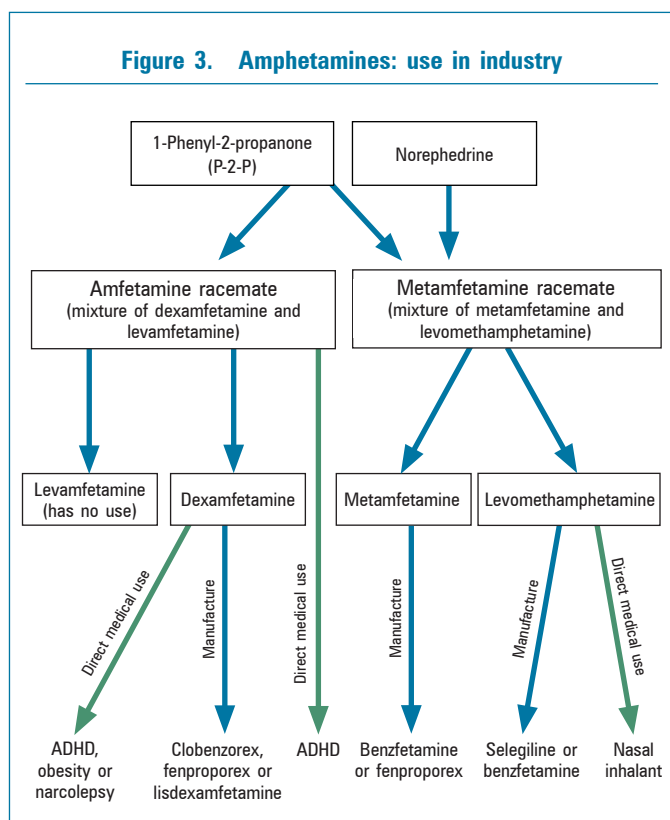 Figure 3. Amphetamines: use in industry
1-Phenyl-2-propanone
(P-2-P)
Norephedrine
Amfetamine racemate
(mixture of dexamfetamine and
levamfetamine)
Metamfetamine racemate
(mixture of metamfetamine and
levomethamphetamine)
Levamfetamine
(has no use)
Dexamfetamine
Metamfetamine
Levomethamphetamine
Direct medical use
Manufacture
Direct medical use
Manufacture
Manufacture
Direct medical use
ADHD,
obesity or
narcolepsy
Clobenzorex,
fenproporex or
lisdexamfetamine
ADHD
Benzfetamine
or fenproporex
Selegiline or
benzfetamine
Nasal
inhalant